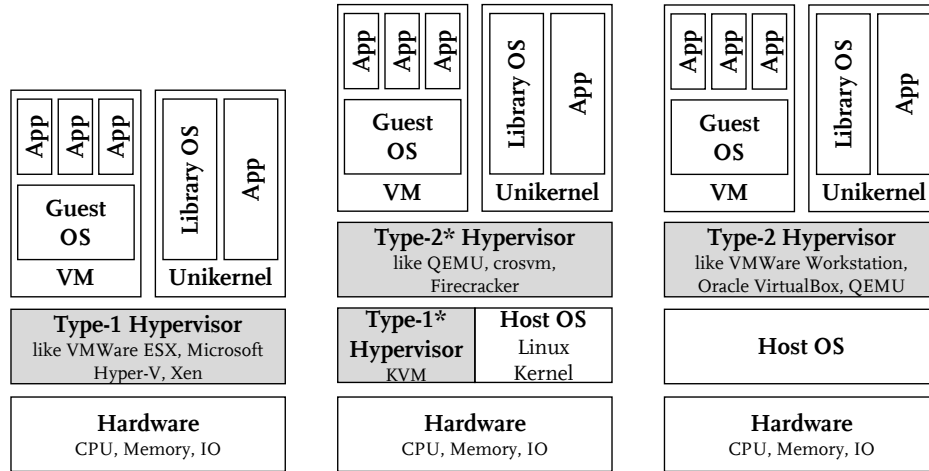 App
App
App
Guest
OS
VM
Library OS
App
Unikernel
Type-1 Hypervisor
like VMWare ESX, Microsoft
Hyper-V, Xen
Hardware
CPU, Memory, IO
App
App
App
Guest
OS
VM
Library OS
App
Unikernel
Type-2* Hypervisor
like QEMU, crosvm,
Firecracker
Type-1*
Hypervisor
KVM
Host OS
Linux
Kernel
Hardware
CPU, Memory, IO
App
App
App
Guest
OS
VM
Library OS
App
Unikernel
Type-2 Hypervisor
like VMWare Workstation,
Oracle VirtualBox, QEMU
Host OS
Hardware
CPU, Memory, IO